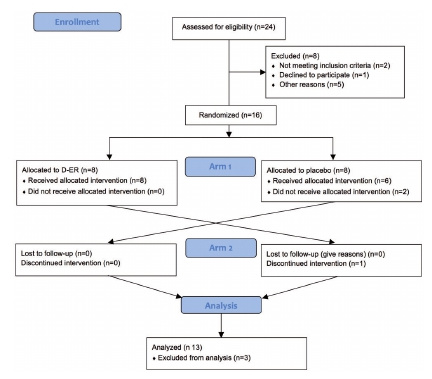 Enrollment
Assessed for eligibility (n=24)
Excluded (n=8)
♦ Not meeting inclusion criteria (n=2)
♦ Declined to participate (n=1)
♦ Other reasons (n=5)
Randomized (n=16)
Allocated to D-ER (n=8)
♦ Received allocated intervention (n=8)
♦ Did not receive allocated intervention (n=0)
Arm 1
Allocated to placebo (n=8)
♦ Received allocated intervention (n=6)
♦ Did not receive allocated intervention (n=2)
Lost to follow-up (n=0)
Discontinued intervention (n=0)
Arm 2
Lost to follow-up (give reasons) (n=0)
Discontinued intervention (n=1)
Analysis
Analyzed (n 13)
♦ Excluded from analysis (n=3)